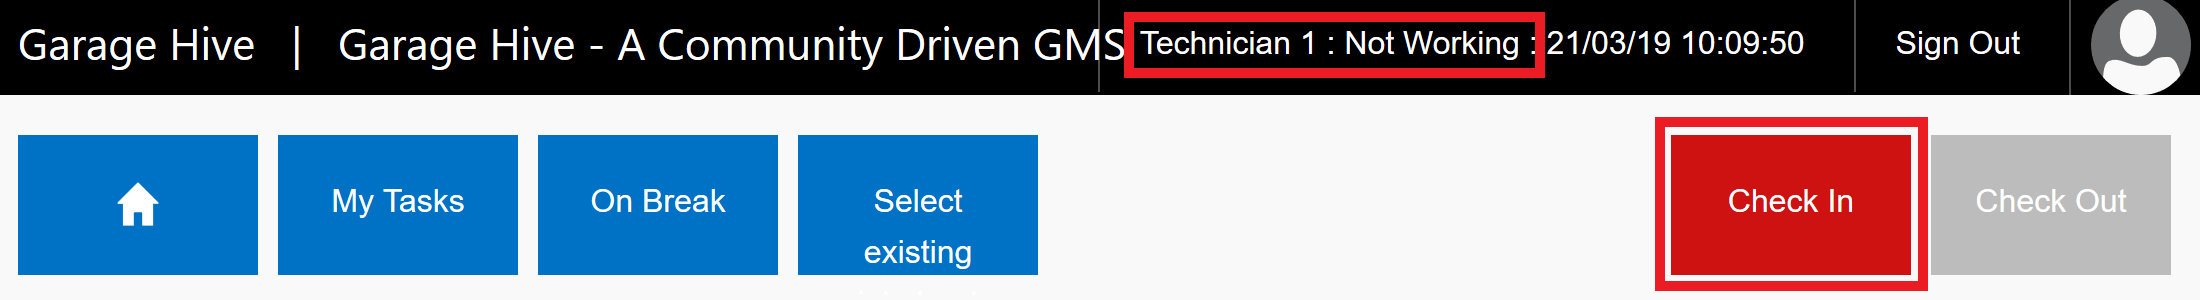 Garage Hive | Garage Hive - A Community Driven GMS Technician 1 : Not Working : 21/03/19 10:09:50 Sign Out
My Tasks On Break Select existing Check In Check Out